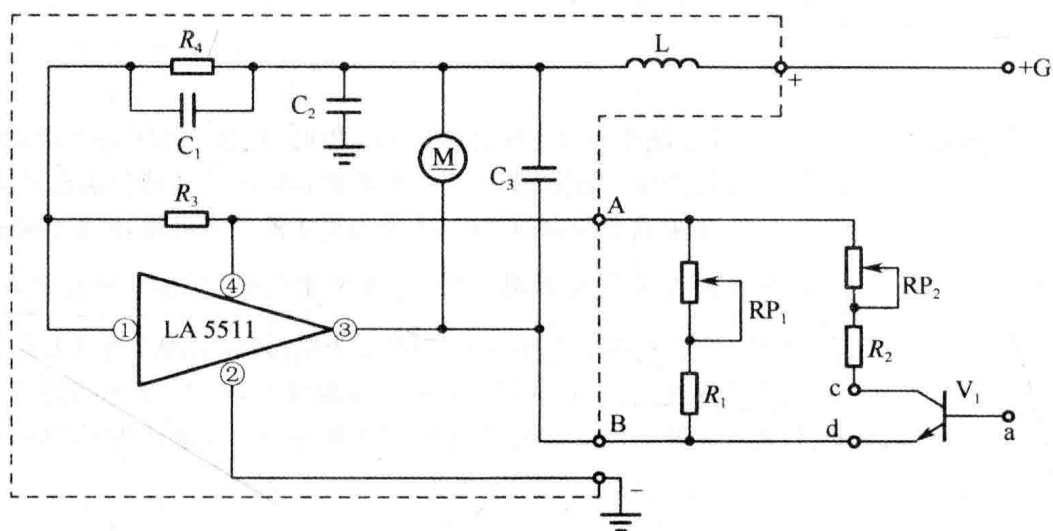 R₄
L
+G
+
C₁
C₂
M
C₃
R₃
A
④
RP₁
RP₂
①
LA 5511
③
R₂
②
R₁
c
V₁
B
d
a
−